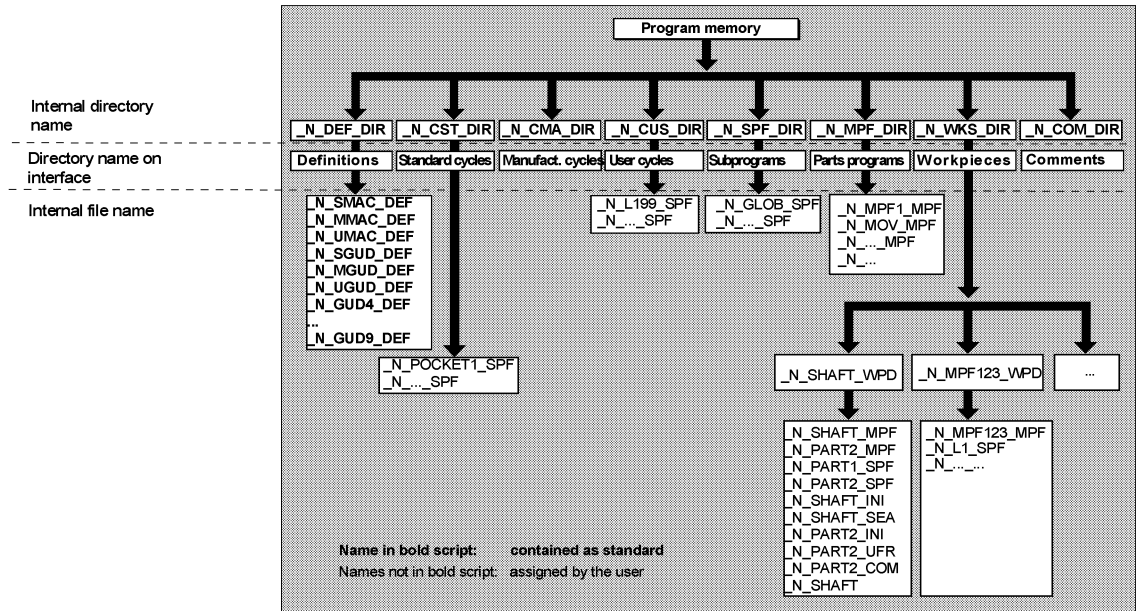 Program memory
Internal directory
name
_N_DEF_DIR _N_CST_DIR _N_CMA_DIR _N_CUS_DIR _N_SPF_DIR _N_MPF_DIR _N_WKS_DIR _N_COM_DIR
Directory name on
interface
Definitions Standard cycles Manufact. cycles User cycles Subprograms Parts programs Workpieces Comments
Internal file name
_N_SMAC_DEF
_N_MMAC_DEF
_N_UMAC_DEF
_N_SGUD_DEF
_N_MGUD_DEF
_N_UGUD_DEF
_N_GUD4_DEF
...
_N_GUD9_DEF
_N_POCKET1_SPF
_N_..._SPF
_N_L199_SPF
_N_..._SPF
_N_GLOB_SPF
_N_..._SPF
_N_MPF1_MPF
_N_MOV_MPF
_N_..._MPF
_N_...
_N_SHAFT_WPD _N_MPF123_WPD ...
_N_SHAFT_MPF
_N_PART2_MPF
_N_PART1_SPF
_N_PART2_SPF
_N_SHAFT_INI
_N_SHAFT_SEA
_N_PART2_INI
_N_PART2_UFR
_N_PART2_COM
_N_SHAFT
_N_MPF123_MPF
_N_L1_SPF
_N_..._...
Name in bold script: contained as standard
Names not in bold script: assigned by the user